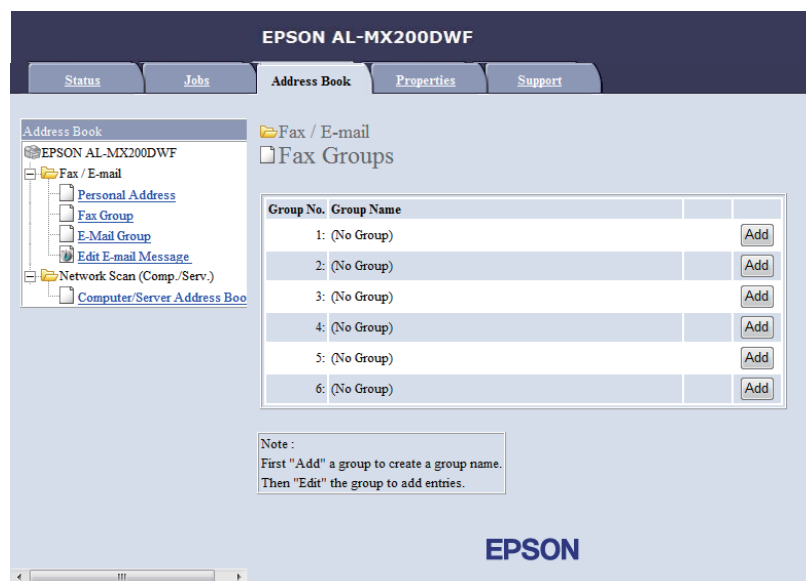 EPSON AL-MX200DWF
Status Jobs Address Book Properties Support
Address Book
EPSON AL-MX200DWF
Fax / E-mail
Personal Address
Fax Group
E-Mail Group
Edit E-mail Message
Network Scan (Comp./Serv.)
Computer/Server Address Boo
Fax / E-mail
Fax Groups
Group No. Group Name
1: (No Group) Add
2: (No Group) Add
3: (No Group) Add
4: (No Group) Add
5: (No Group) Add
6: (No Group) Add
Note :
First "Add" a group to create a group name.
Then "Edit" the group to add entries.
EPSON